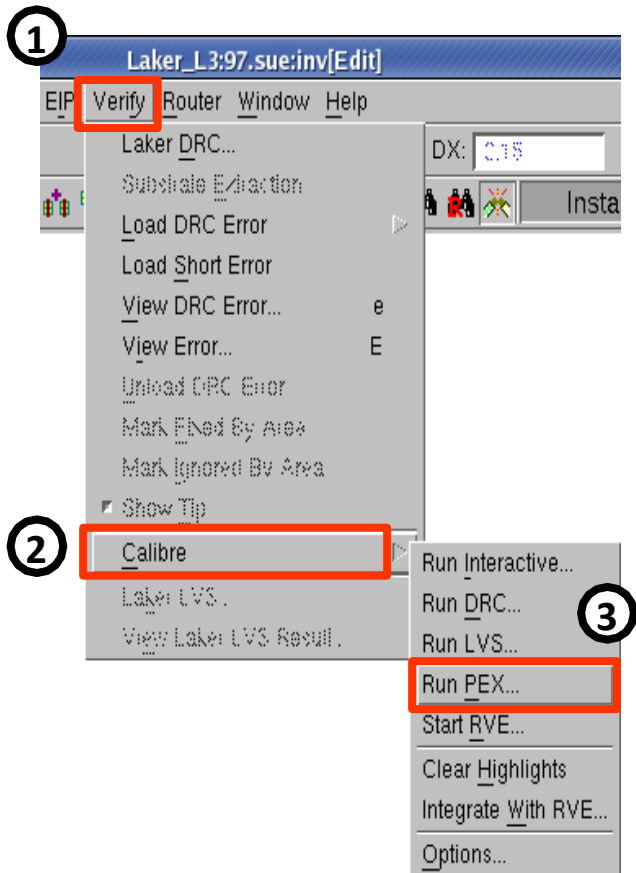 1
Laker_L3:97.sue:inv[Edit]
EIP Verify Router Window Help
Laker DRC...
DX: 0.15
Substrate Extraction
Insta
Load DRC Error
Load Short Error
View DRC Error... e
View Error... E
Unload DRC Error
Mark Fixed By Area
Mark Ignored By Area
Show Tip
2
Calibre
Run Interactive...
Laker LVS...
Run DRC...
3
View Laker LVS Result...
Run LVS...
Run PEX...
Start RVE...
Clear Highlights
Integrate With RVE...
Options...